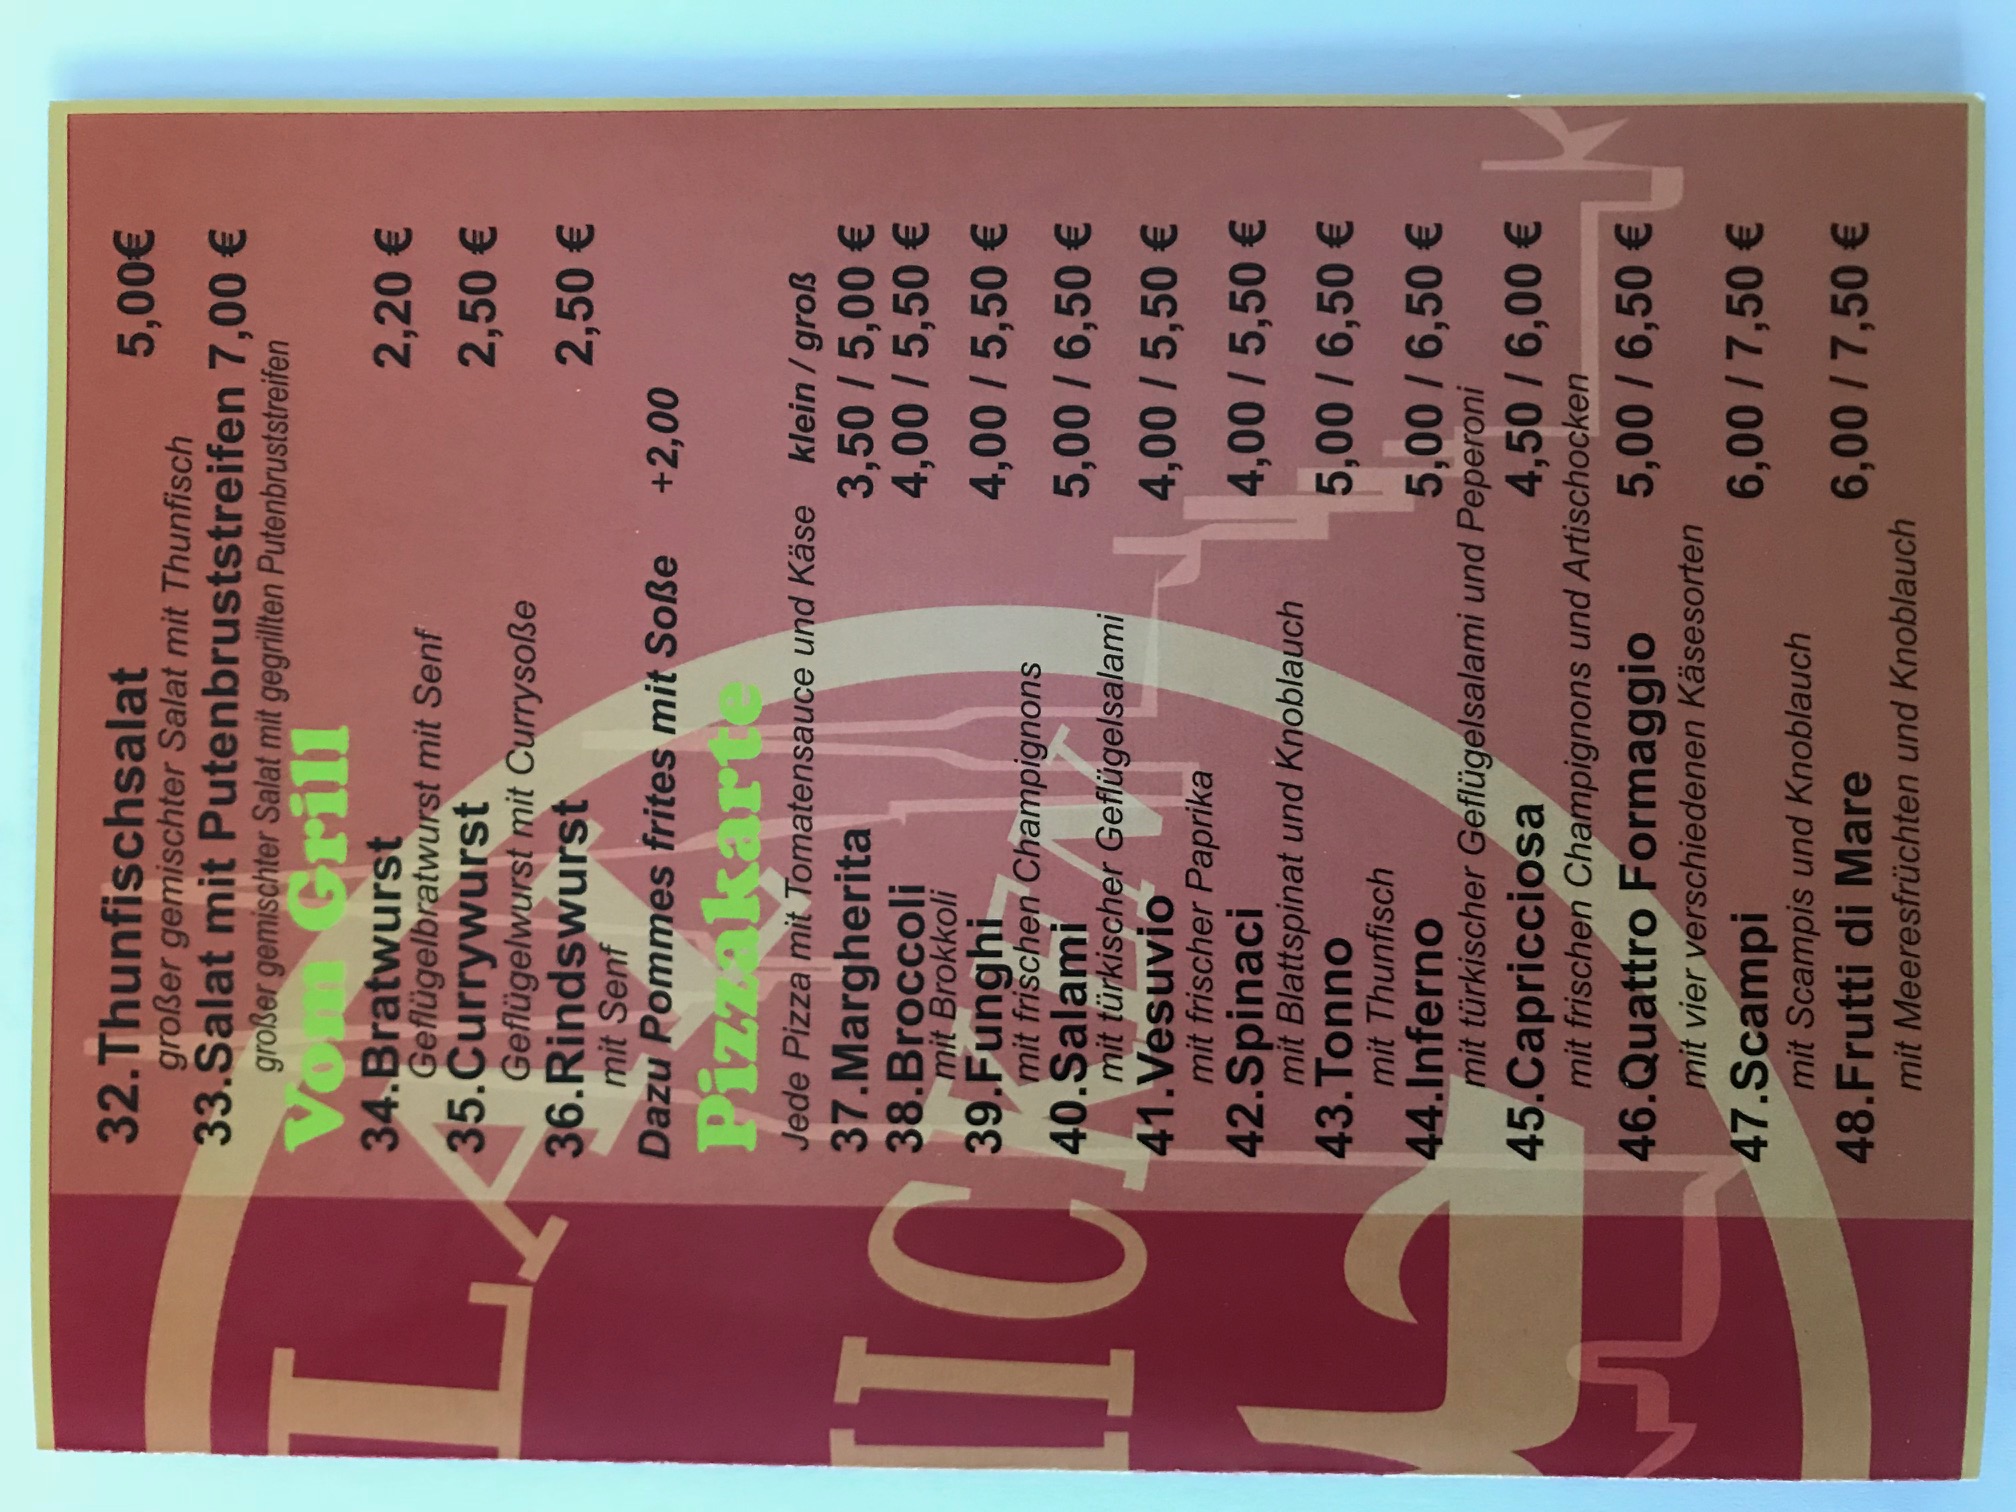 32.Thunfischsalat 5,00€
großer gemischter Salat mit Thunfisch
33.Salat mit Putenbruststreifen 7,00 €
großer gemischter Salat mit gegrillten Putenbruststreifen
Vom Grill
34.Bratwurst 2,20 €
Geflügelbratwurst mit Senf
35.Currywurst 2,50 €
Geflügelwurst mit Currysoße
36.Rindswurst 2,50 €
mit Senf
Dazu Pommes frites mit Soße +2,00
Pizzakarte
Jede Pizza mit Tomatensauce und Käse klein / groß
37.Margherita 3,50 / 5,00 €
38.Broccoli 4,00 / 5,50 €
mit Brokkoli
39.Funghi 4,00 / 5,50 €
mit frischen Champignons
40.Salami 5,00 / 6,50 €
mit türkischer Geflügelsalami
41.Vesuvio 4,00 / 5,50 €
mit frischer Paprika
42.Spinaci 4,00 / 5,50 €
mit Blattspinat und Knoblauch
43.Tonno 5,00 / 6,50 €
mit Thunfisch
44.Inferno 5,00 / 6,50 €
mit türkischer Geflügelsalami und Peperoni
45.Capricciosa 4,50 / 6,00 €
mit frischen Champignons und Artischocken
46.Quattro Formaggio 5,00 / 6,50 €
mit vier verschiedenen Käsesorten
47.Scampi 6,00 / 7,50 €
mit Scampis und Knoblauch
48.Frutti di Mare 6,00 / 7,50 €
mit Meeresfrüchten und Knoblauch